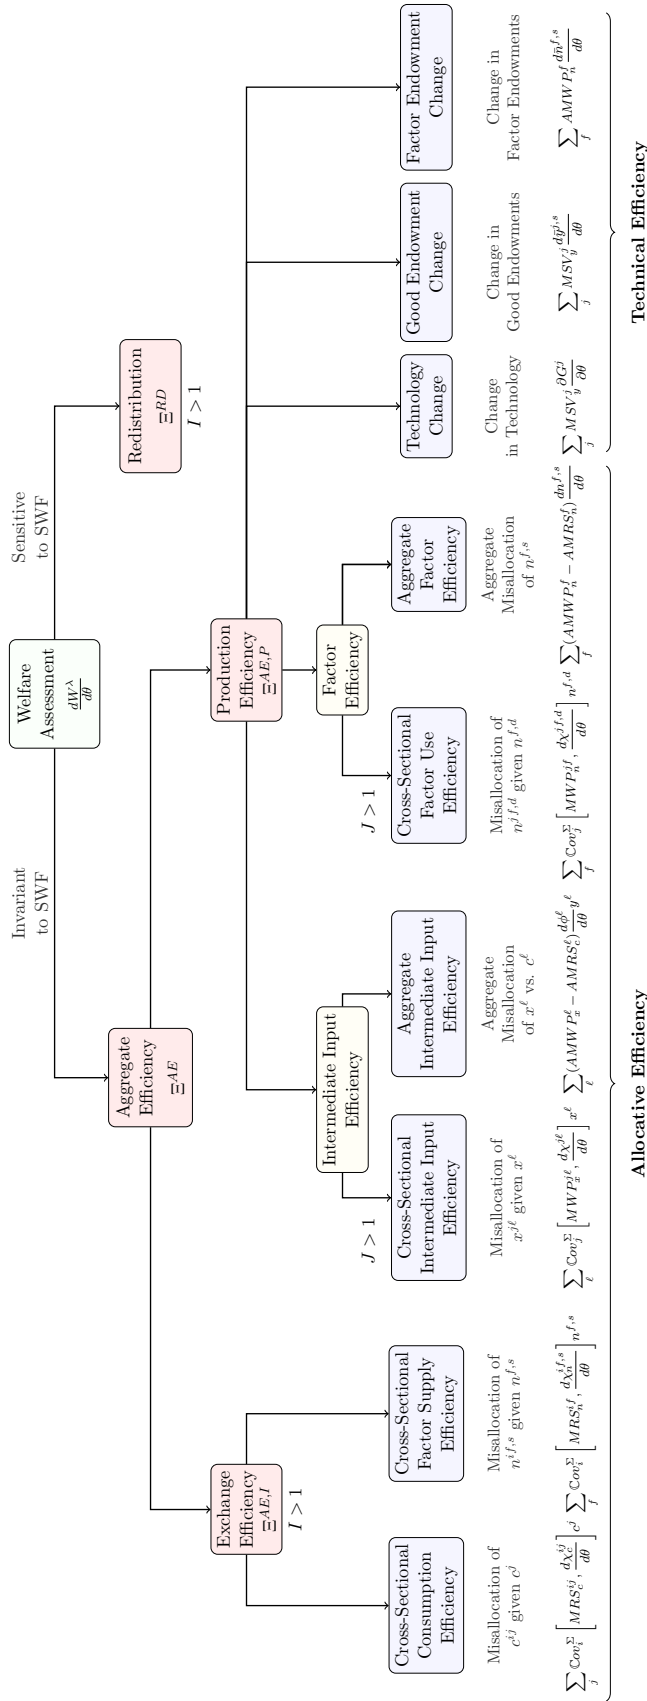 Welfare
Assessment
dW^λ/dθ
Invariant
to SWF
Sensitive
to SWF
Aggregate
Efficiency
Ξ^{AE}
Redistribution
Ξ^{RD}
I > 1
Exchange
Efficiency
Ξ^{AE,I}
I > 1
Production
Efficiency
Ξ^{AE,P}
Intermediate Input
Efficiency
Factor
Efficiency
J > 1
J > 1
Cross-Sectional
Consumption
Efficiency
Cross-Sectional
Factor Supply
Efficiency
Cross-Sectional
Intermediate Input
Efficiency
Aggregate
Intermediate Input
Efficiency
Cross-Sectional
Factor Use
Efficiency
Aggregate
Factor
Efficiency
Technology
Change
Good Endowment
Change
Factor Endowment
Change
Misallocation of
c^{ij} given c^j
Misallocation of
n^{if,s} given n^{f,s}
Misallocation of
x^{jℓ} given x^ℓ
Aggregate
Misallocation
of x^ℓ vs. c^ℓ
Misallocation of
n^{jf,d} given n^{f,d}
Aggregate
Misallocation
of n^{f,s}
Change
in Technology
Change in
Good Endowments
Change in
Factor Endowments
∑_j ℂov_i^Σ [MRS_c^{ij}, dχ_c^{ij}/dθ] c^j
∑_f ℂov_i^Σ [MRS_n^{if}, dχ_n^{if,s}/dθ] n^{f,s}
∑_ℓ ℂov_j^Σ [MWP_x^{jℓ}, dχ_x^{jℓ}/dθ] x^ℓ
∑_ℓ (AMWP_x^ℓ − AMRS_c^ℓ) dφ^ℓ/dθ y^ℓ
∑_f ℂov_j^Σ [MWP_n^{jf}, dχ_n^{jf,d}/dθ] n^{f,d}
∑_f (AMWP_n^f − AMRS_n^f) dn^{f,s}/dθ
∑_j MSV_y^j ∂G^j/∂θ
∑_j MSV_y^j dȳ^{j,s}/dθ
∑_f AMWP_n^f dn̄^{f,s}/dθ
Allocative Efficiency
Technical Efficiency